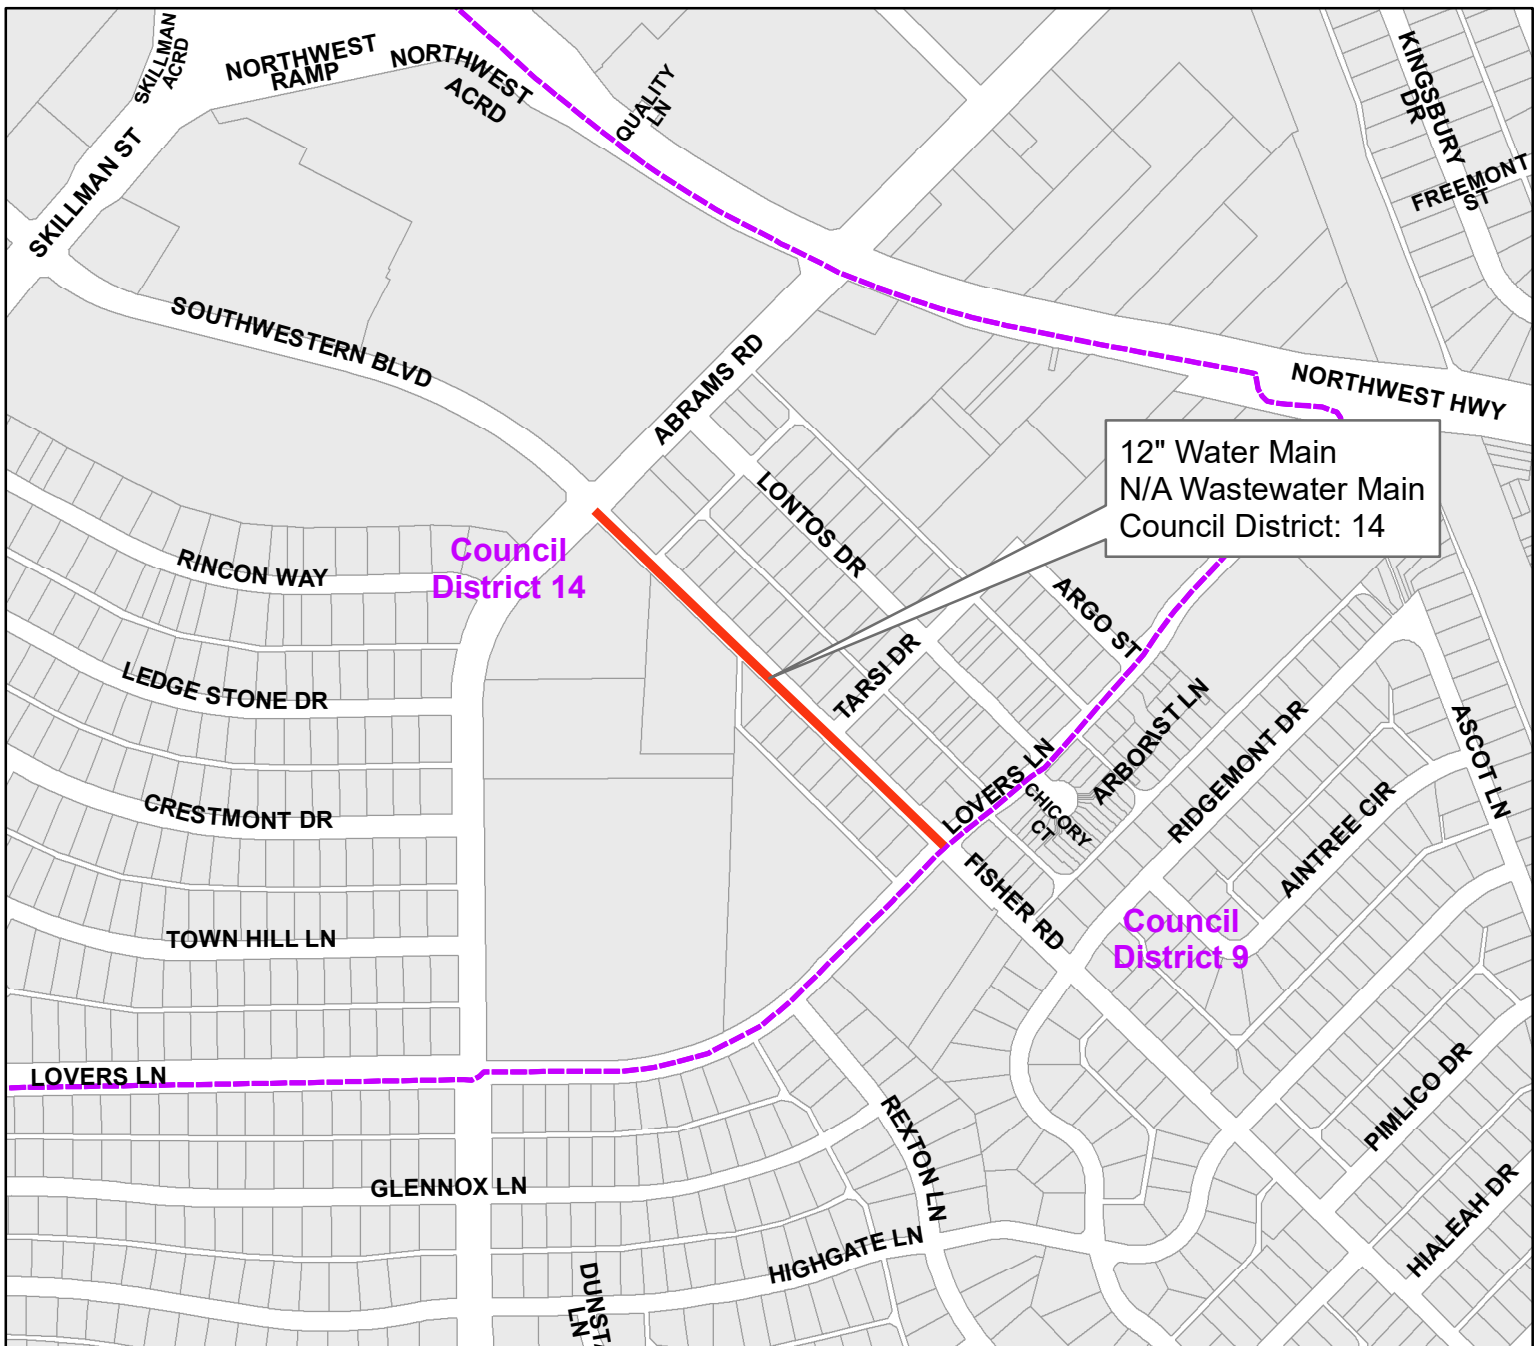 SKILLMAN
ACRD
NORTHWEST
RAMP
NORTHWEST
ACRD
QUALITY
LN
KINGSBURY
DR
FREEMONT
ST
SKILLMAN ST
SOUTHWESTERN BLVD
ABRAMS RD
NORTHWEST HWY
12" Water Main
N/A Wastewater Main
Council District: 14
LONTOS DR
Council
District 14
RINCON WAY
ARGO ST
TARSI DR
LEDGE STONE DR
ARBORIST LN
RIDGEMONT DR
ASCOT LN
LOVERS LN
CHICORY
CT
CRESTMONT DR
AINTREE CIR
FISHER RD
Council
District 9
TOWN HILL LN
LOVERS LN
PIMLICO DR
REXTON LN
GLENNOX LN
HIALEAH DR
HIGHGATE LN
DUNSTA
LN